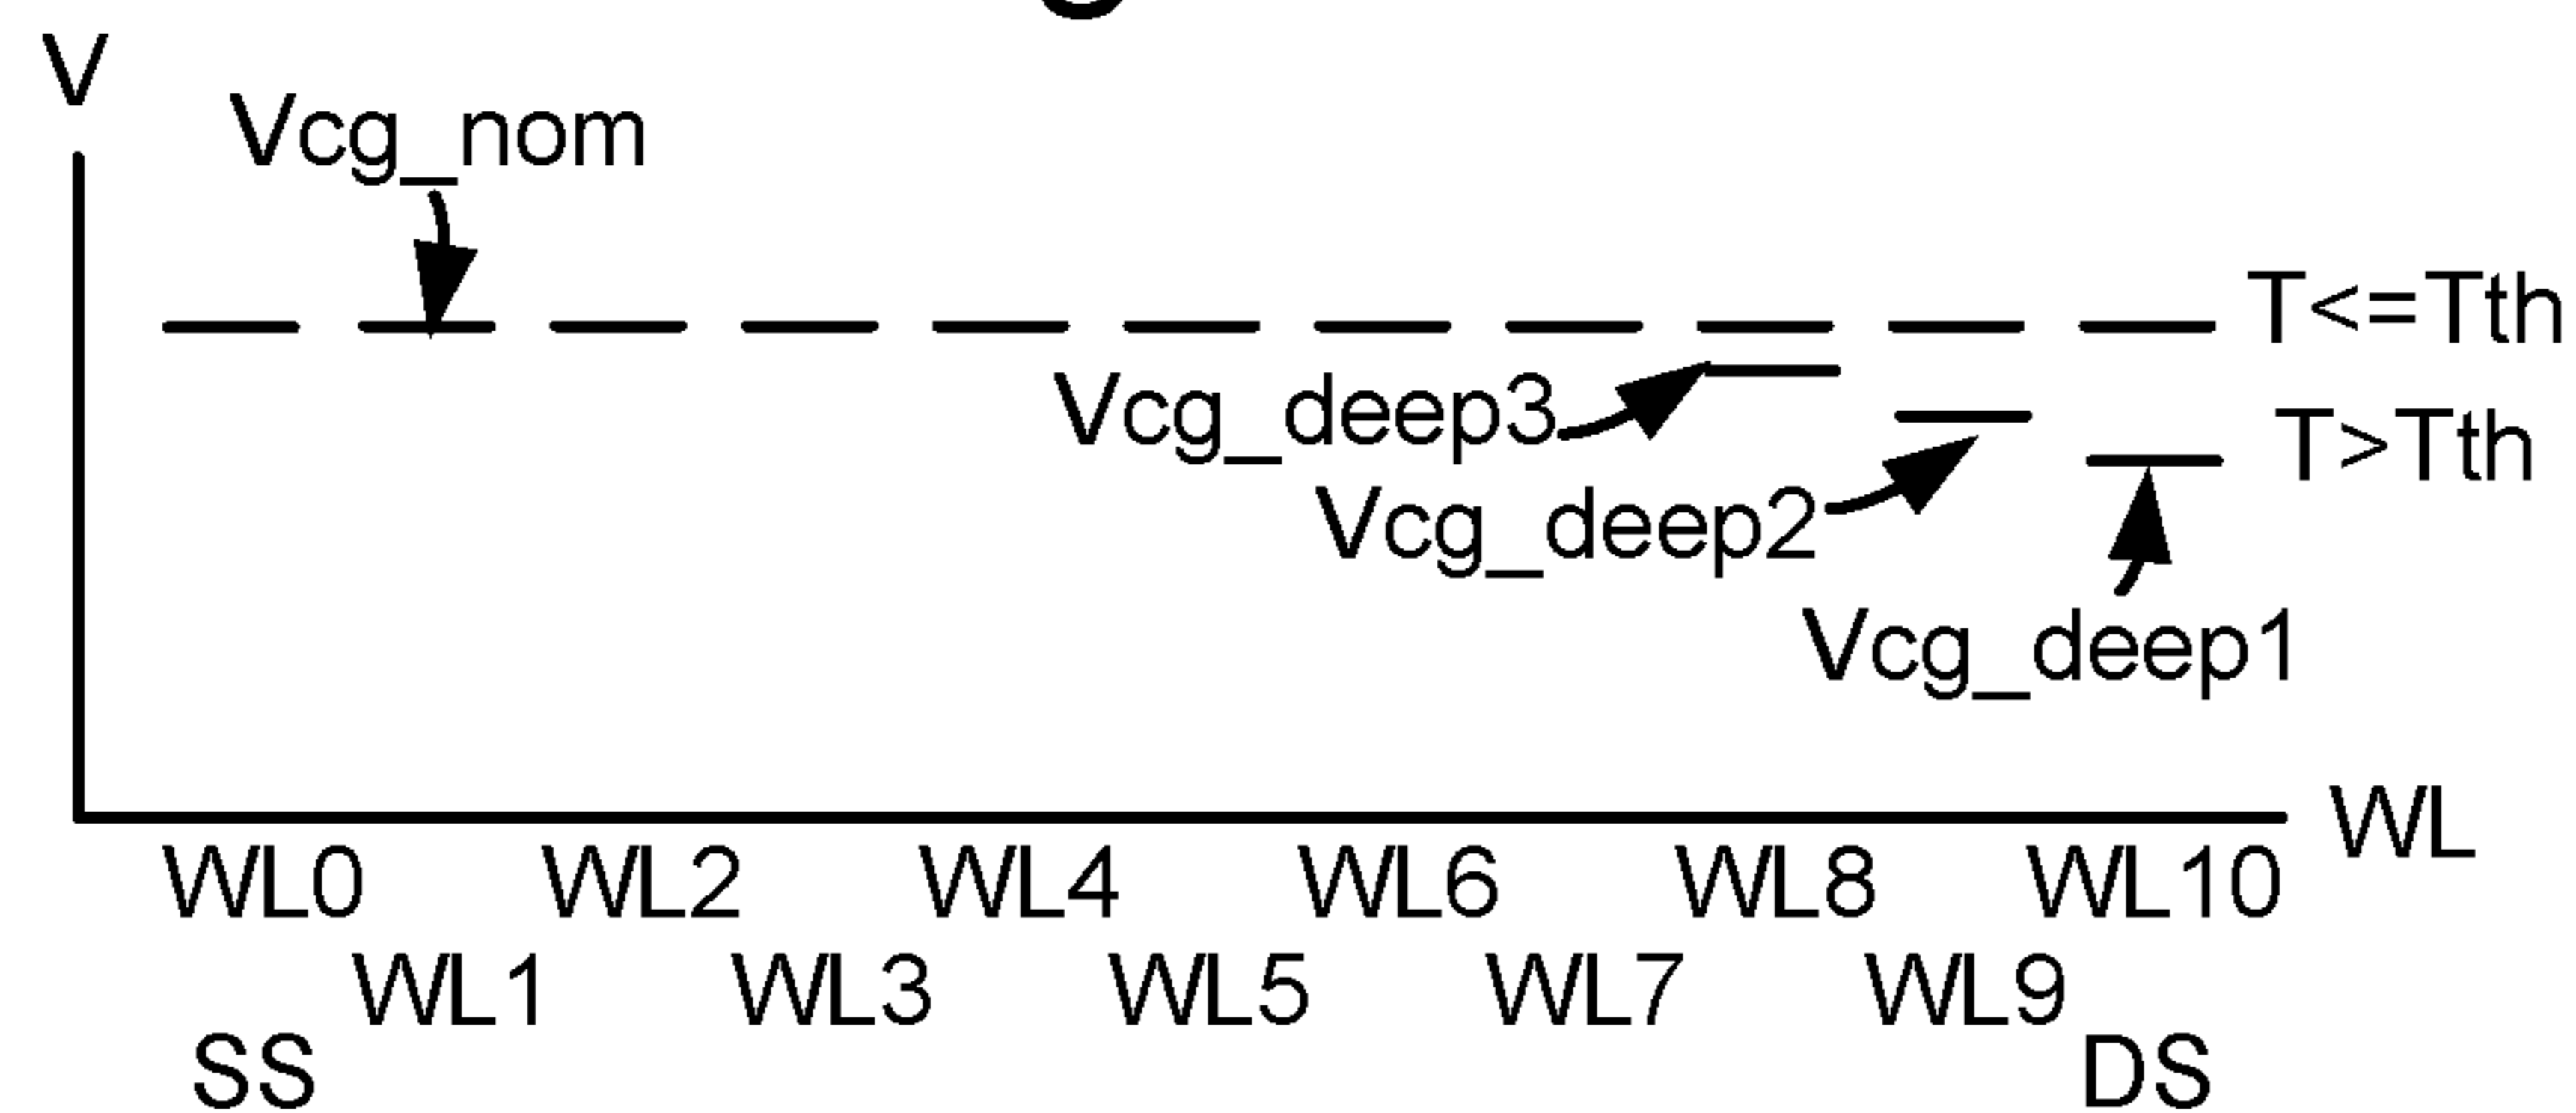 V
Vcg_nom
T<=Tth
Vcg_deep3
T>Tth
Vcg_deep2
Vcg_deep1
WL
WL0 WL2 WL4 WL6 WL8 WL10
WL1 WL3 WL5 WL7 WL9
SS DS